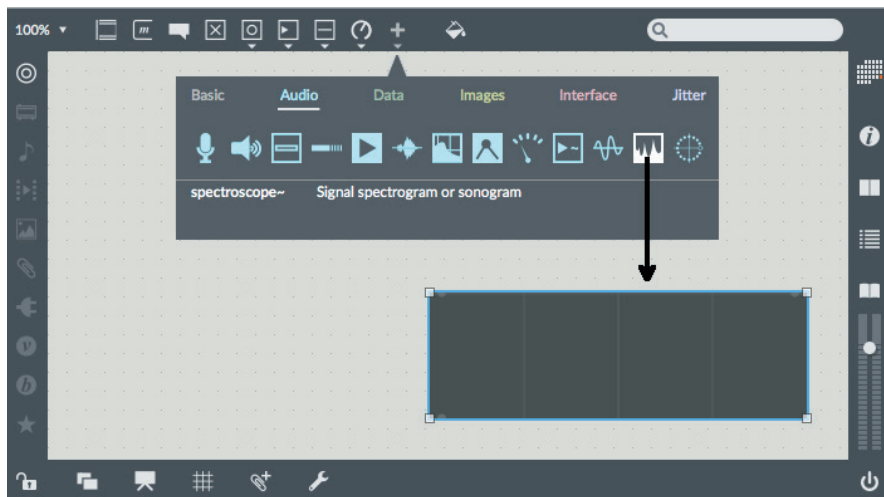 100%
m
Basic Audio Data Images Interface Jitter
spectroscope~ Signal spectrogram or sonogram
i
v
b